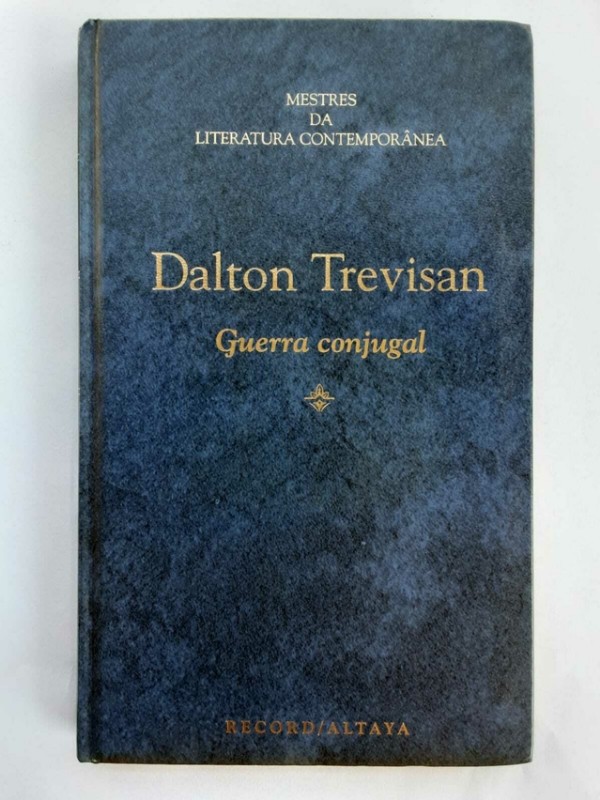 MESTRES
DA
LITERATURA CONTEMPORÂNEA
Dalton Trevisan
Guerra conjugal
RECORD/ALTAYA